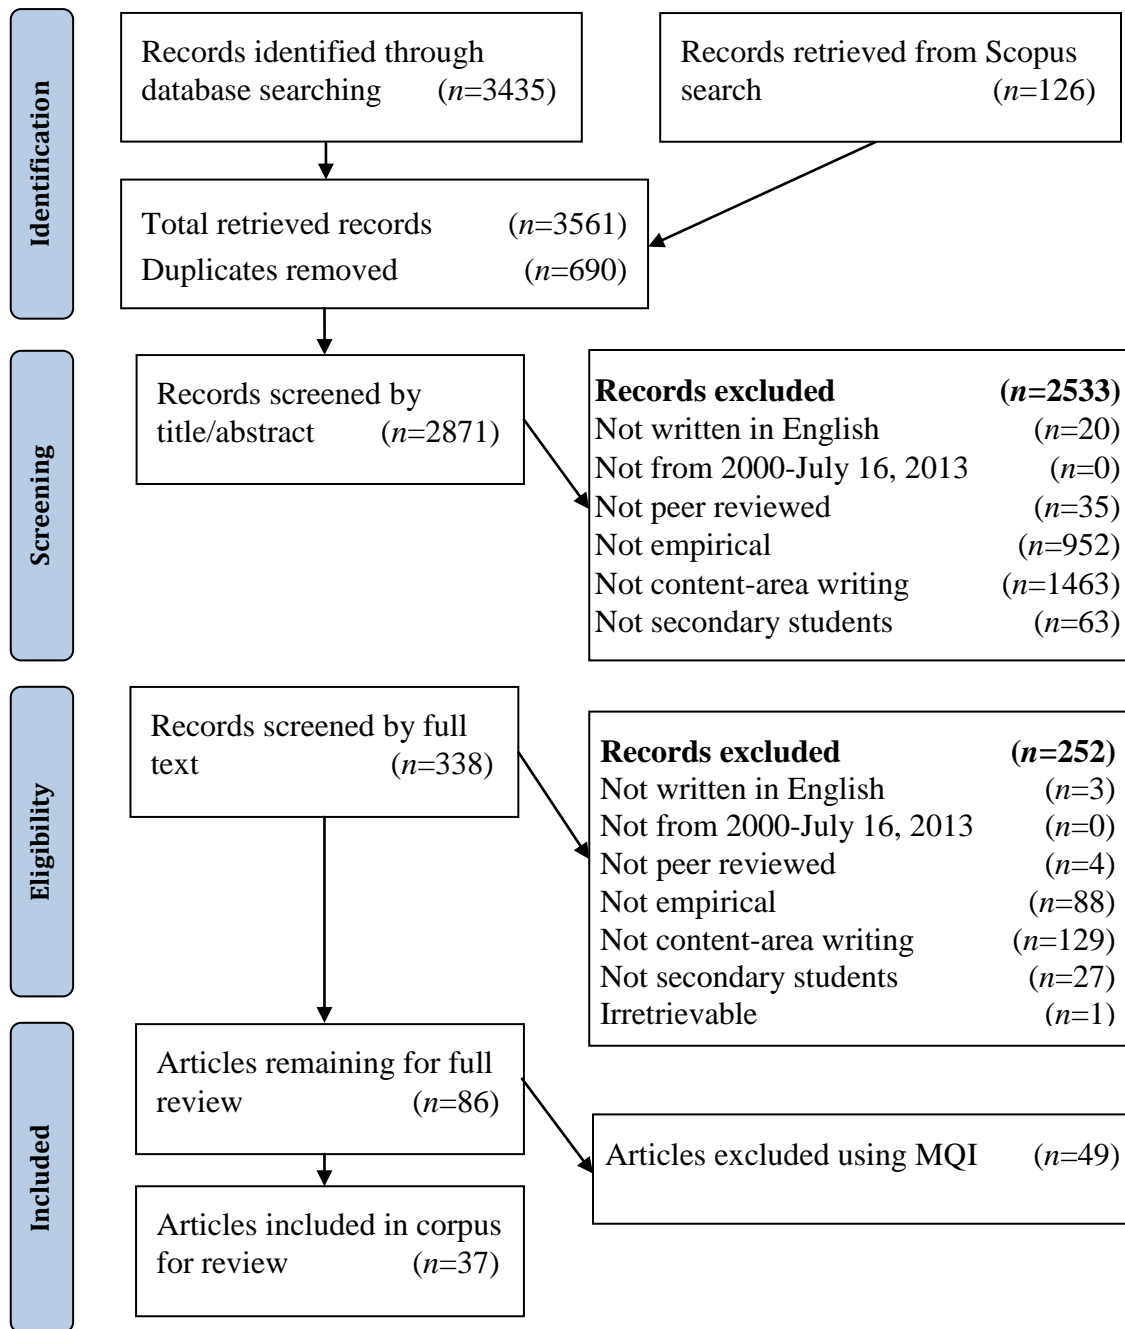 Identification
Records identified through
database searching (n=3435)
Records retrieved from Scopus
search (n=126)
Total retrieved records (n=3561)
Duplicates removed (n=690)
Screening
Records screened by
title/abstract (n=2871)
Records excluded (n=2533)
Not written in English (n=20)
Not from 2000-July 16, 2013 (n=0)
Not peer reviewed (n=35)
Not empirical (n=952)
Not content-area writing (n=1463)
Not secondary students (n=63)
Eligibility
Records screened by full
text (n=338)
Records excluded (n=252)
Not written in English (n=3)
Not from 2000-July 16, 2013 (n=0)
Not peer reviewed (n=4)
Not empirical (n=88)
Not content-area writing (n=129)
Not secondary students (n=27)
Irretrievable (n=1)
Included
Articles remaining for full
review (n=86)
Articles excluded using MQI (n=49)
Articles included in corpus
for review (n=37)